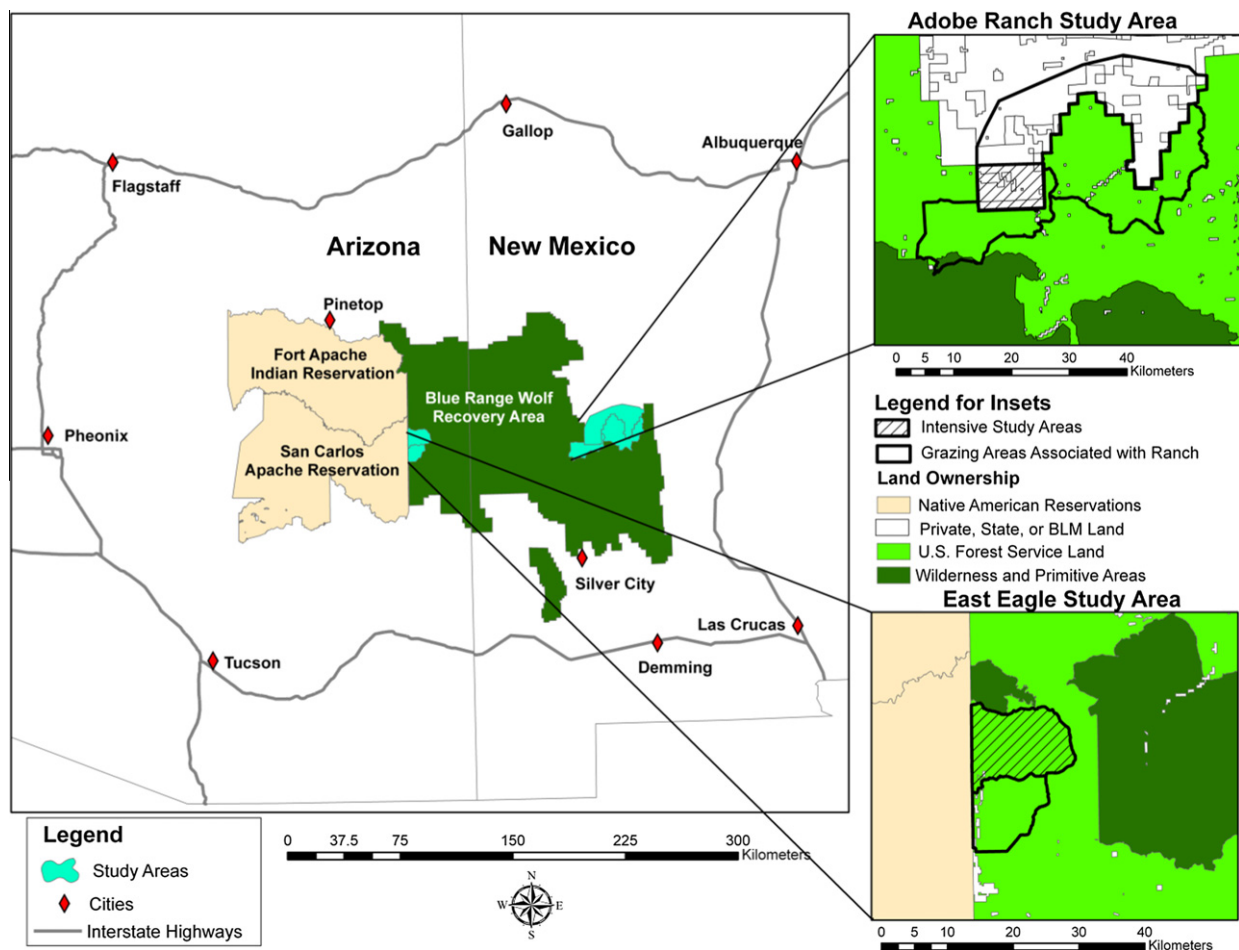 Adobe Ranch Study Area
Gallop
Albuquerque
Flagstaff
Arizona
New Mexico
Pinetop
Fort Apache
Indian Reservation
Blue Range Wolf
Recovery Area
Pheonix
San Carlos
Apache Reservation
Silver City
Las Crucas
Tucson
Demming
0 5 10 20 30 40
Kilometers
Legend for Insets
Intensive Study Areas
Grazing Areas Associated with Ranch
Land Ownership
Native American Reservations
Private, State, or BLM Land
U.S. Forest Service Land
Wilderness and Primitive Areas
East Eagle Study Area
0 5 10 20 30 40
Kilometers
Legend
Study Areas
Cities
Interstate Highways
0 37.5 75 150 225 300
Kilometers
N
W E
S